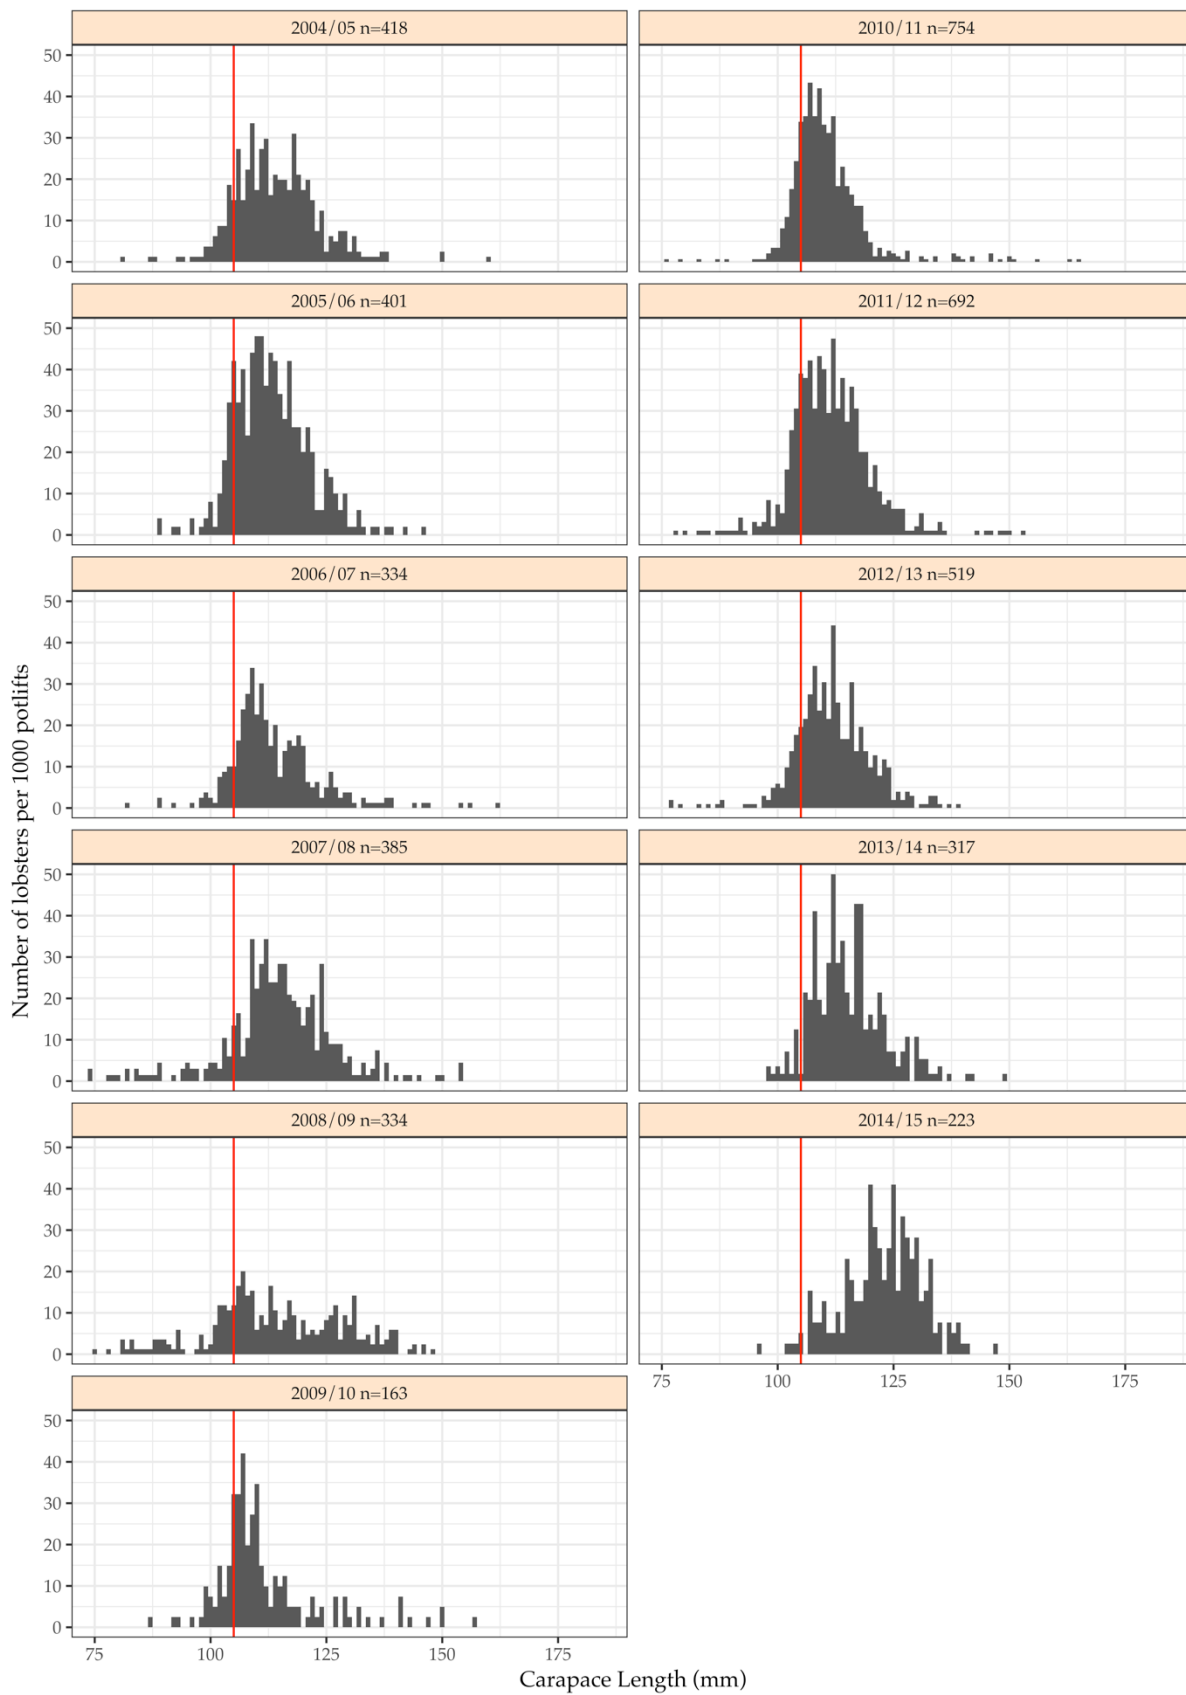 2004/05 n=418
50
40
30
20
10
0
2005/06 n=401
50
40
30
20
10
0
2006/07 n=334
50
40
30
20
10
0
2007/08 n=385
50
40
30
20
10
0
2008/09 n=334
50
40
30
20
10
0
2009/10 n=163
50
40
30
20
10
0
75 100 125 150 175
2010/11 n=754
2011/12 n=692
2012/13 n=519
2013/14 n=317
2014/15 n=223
75 100 125 150 175
Number of lobsters per 1000 potlifts
Carapace Length (mm)